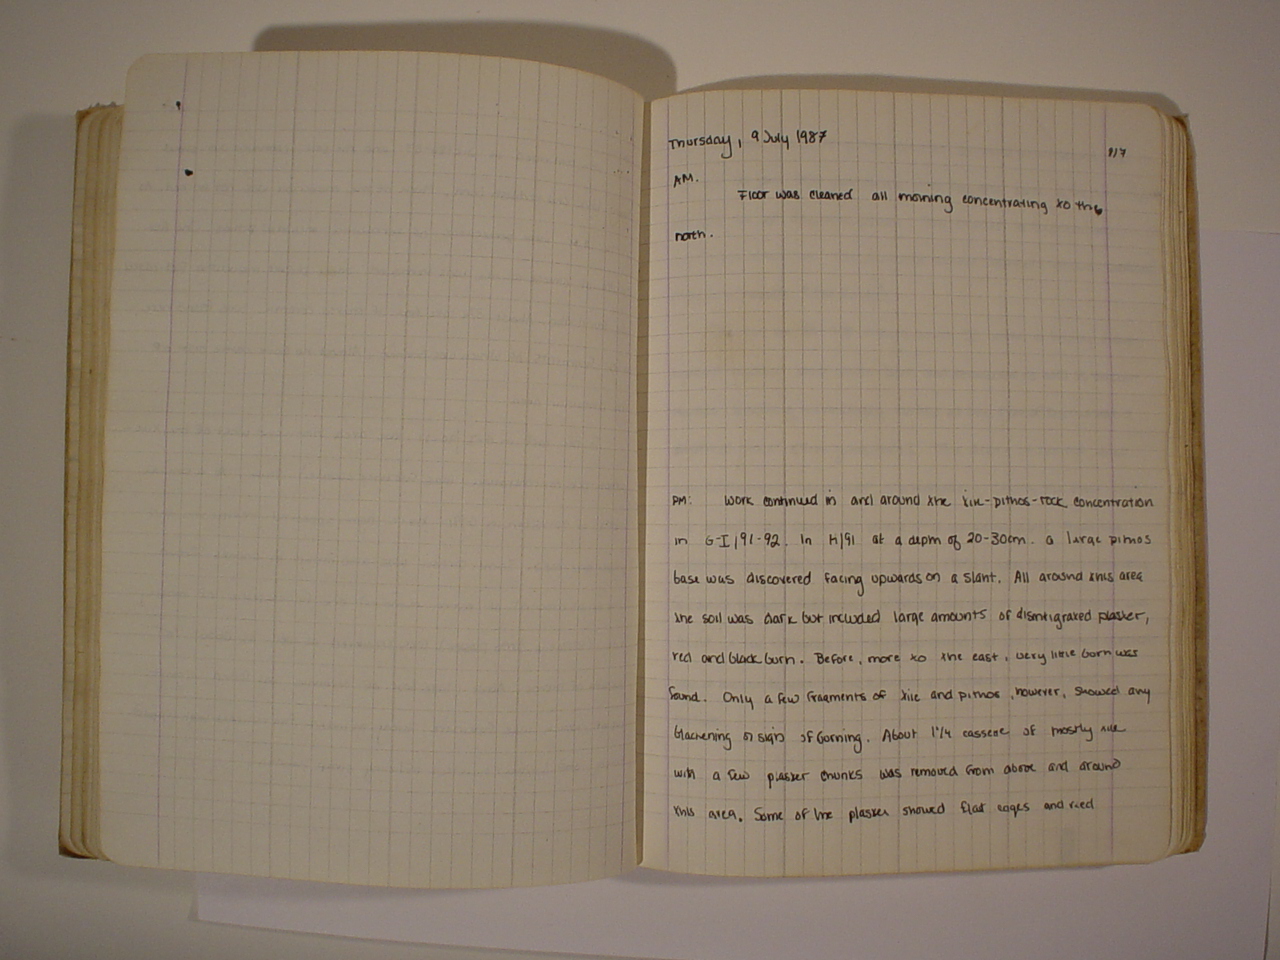 Thursday, 9 July 1987
AM.
Floor was cleaned all morning concentrating to the
north.
PM: Work continued in and around the tile-pithos-rock concentration
in G-I/91-92. In H/91 at a depth of 20-30cm. a large pithos
base was discovered facing upwards on a slant. All around this area
the soil was dark but included large amounts of disintigrated plaster,
red and black burn. Before, more to the east, very little born was
found. Only a few fragments of tile and pithos, however, showed any
blackening or signs of burning. About 1 1/4 cassene of mostly tile
with a few plaster chunks was removed from above and around
this area. Some of the plaster showed flat edges and reed